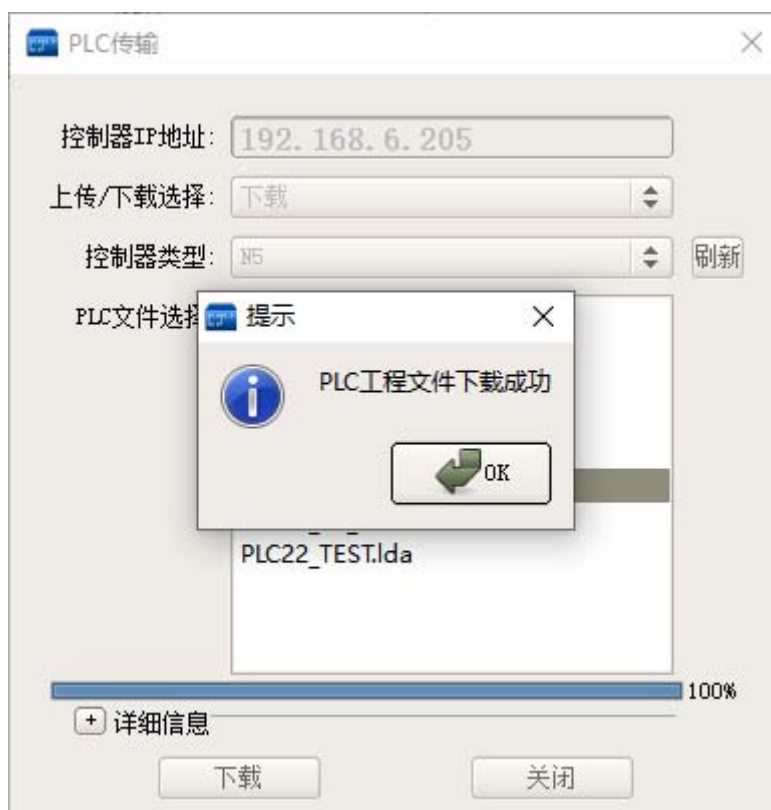 PLC传输
控制器IP地址: 192.168.6.205
上传/下载选择: 下载
控制器类型: N5 刷新
PLC文件选择
提示
PLC工程文件下载成功
OK
PLC22_TEST.lda
100%
+ 详细信息
下载 关闭